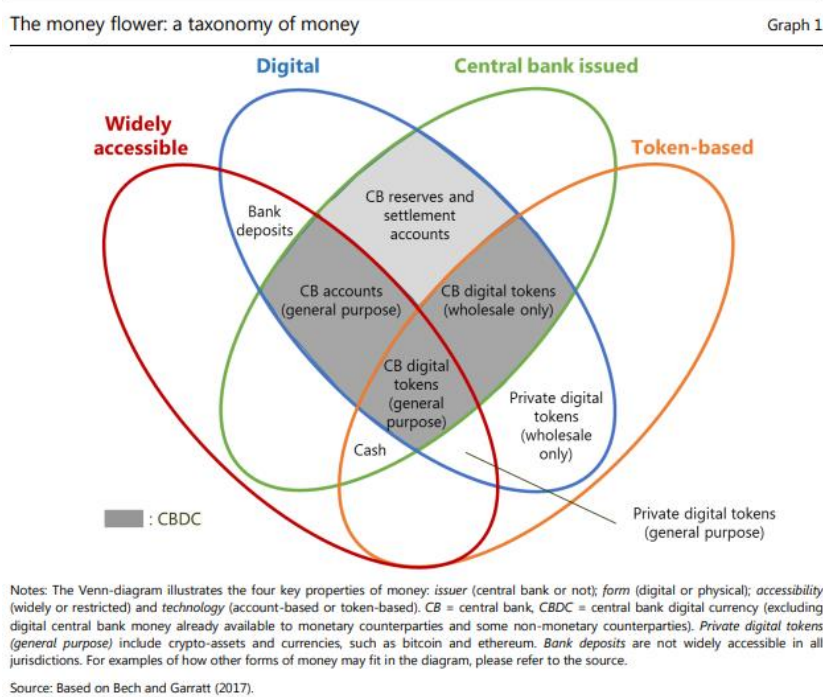 The money flower: a taxonomy of money
Graph 1
Digital
Central bank issued
Widely
accessible
Token-based
CB reserves and
settlement
accounts
Bank
deposits
CB accounts
(general purpose)
CB digital tokens
(wholesale only)
CB digital
tokens
(general
purpose)
Private digital
tokens
(wholesale
only)
Cash
Private digital tokens
(general purpose)
: CBDC
Notes: The Venn-diagram illustrates the four key properties of money: issuer (central bank or not); form (digital or physical); accessibility
(widely or restricted) and technology (account-based or token-based). CB = central bank, CBDC = central bank digital currency (excluding
digital central bank money already available to monetary counterparties and some non-monetary counterparties). Private digital tokens
(general purpose) include crypto-assets and currencies, such as bitcoin and ethereum. Bank deposits are not widely accessible in all
jurisdictions. For examples of how other forms of money may fit in the diagram, please refer to the source.
Source: Based on Bech and Garratt (2017).